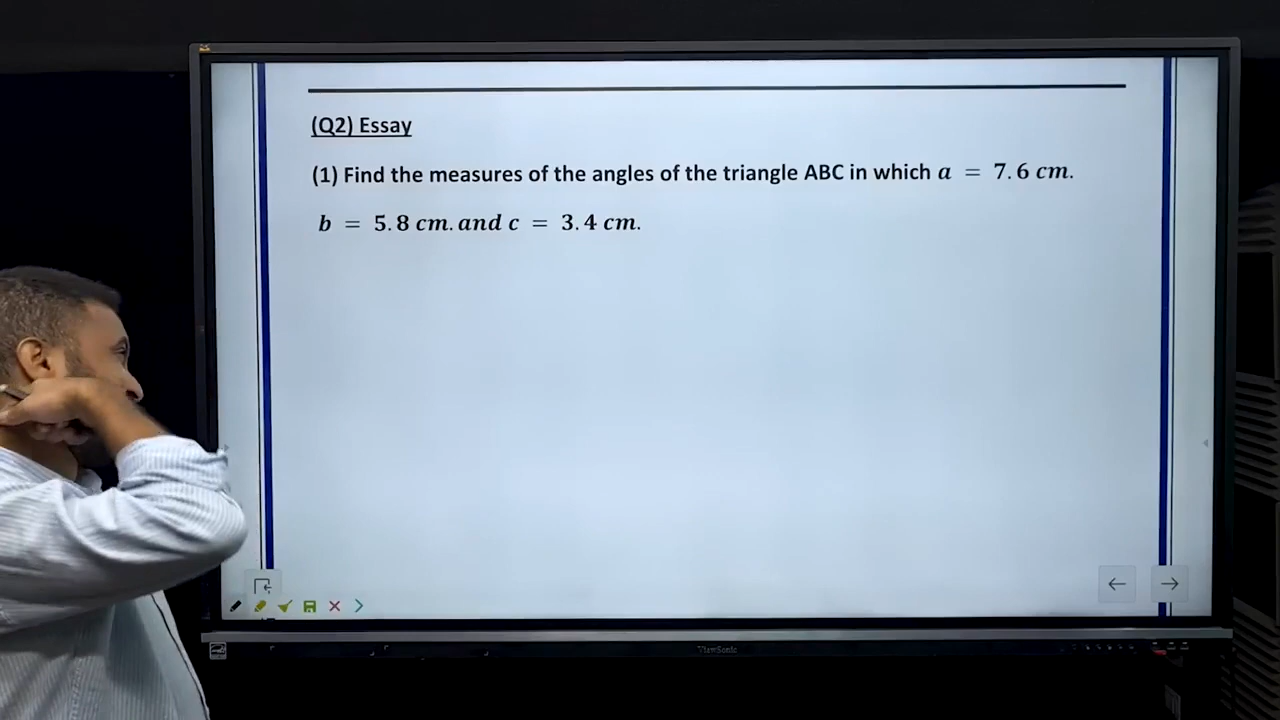 (Q2) Essay
(1) Find the measures of the angles of the triangle ABC in which a = 7.6 cm.
b = 5.8 cm. and c = 3.4 cm.
ViewSonic